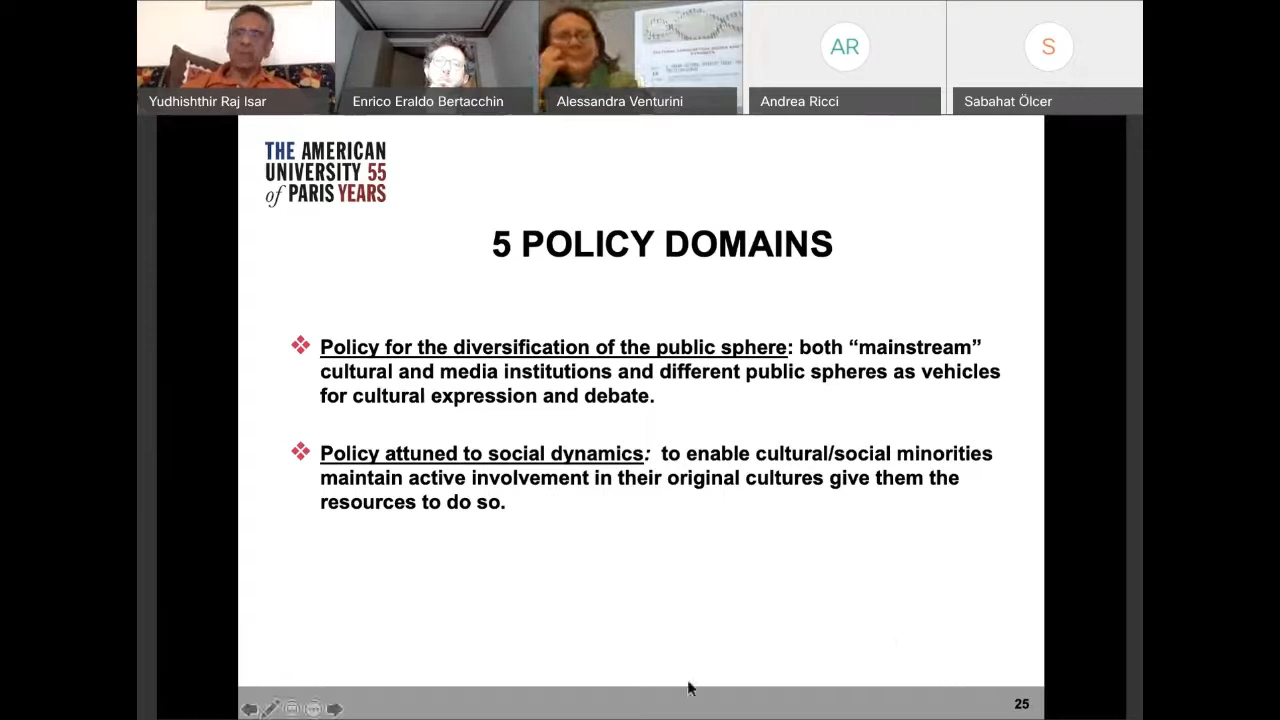 Yudhishthir Raj Isar
Enrico Eraldo Bertacchin
Alessandra Venturini
AR
Andrea Ricci
S
Sabahat Ölcer
THE AMERICAN
UNIVERSITY 55
of PARIS YEARS
5 POLICY DOMAINS
Policy for the diversification of the public sphere: both “mainstream”
cultural and media institutions and different public spheres as vehicles
for cultural expression and debate.
Policy attuned to social dynamics: to enable cultural/social minorities
maintain active involvement in their original cultures give them the
resources to do so.
25